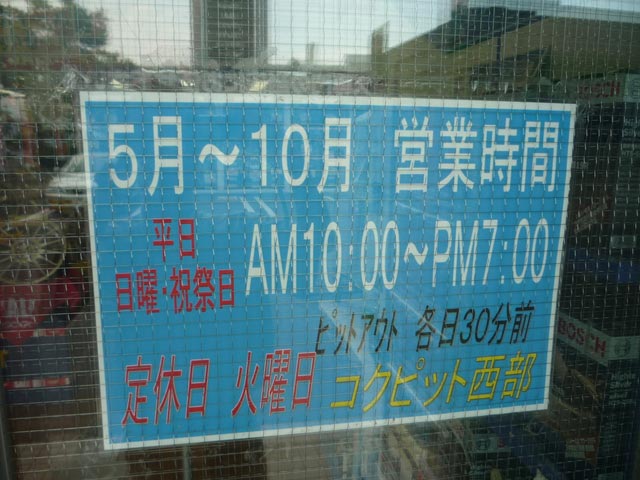 5月～10月 営業時間
平日
日曜・祝祭日 AM10:00～PM7:00
ピットアウト 各日30分前
定休日 火曜日 コクピット西部
BOSCH
BOSCH